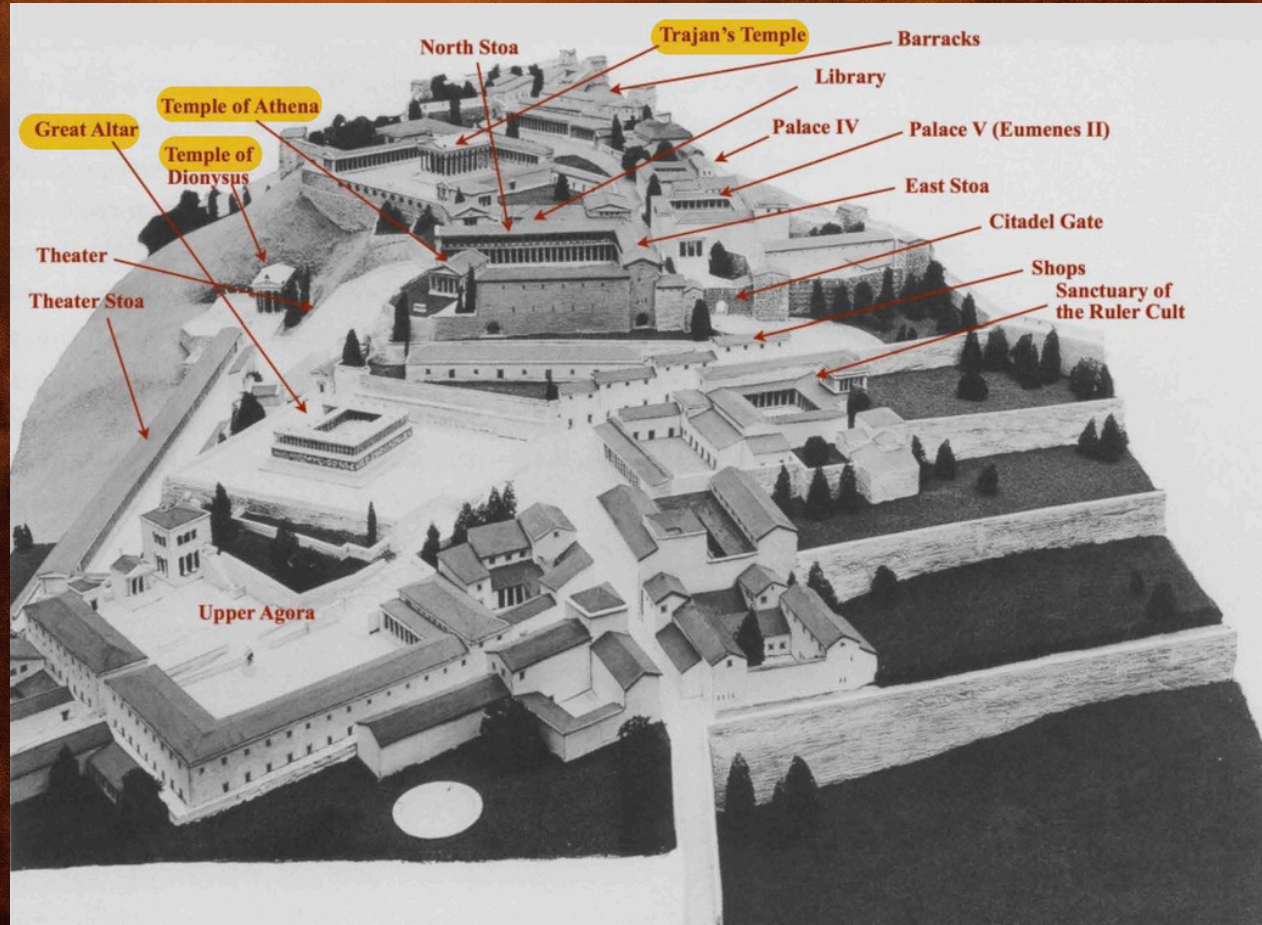 Trajan's Temple
North Stoa
Barracks
Library
Temple of Athena
Great Altar
Palace IV
Palace V (Eumenes II)
Temple of
Dionysus
East Stoa
Citadel Gate
Theater
Shops
Theater Stoa
Sanctuary of
the Ruler Cult
Upper Agora